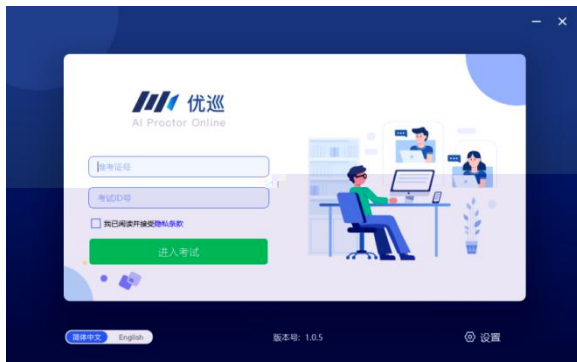 优巡
AI Proctor Online
准考证号
考试ID号
我已阅读并接受隐私条款
进入考试
简体中文 English
版本号: 1.0.5
设置